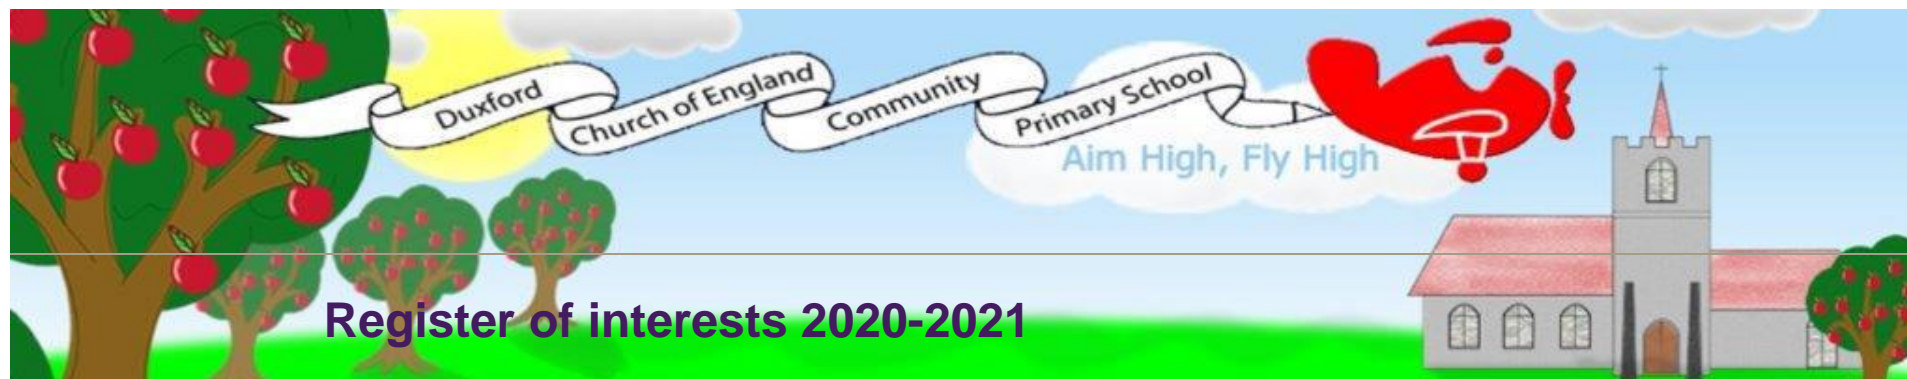 Duxford Church of England Community Primary School
Aim High, Fly High
Register of interests 2020-2021